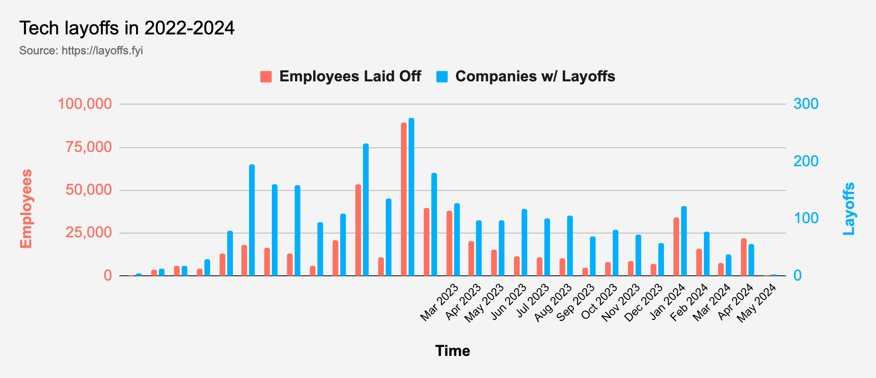 Tech layoffs in 2022-2024
Source: https://layoffs.fyi
Employees Laid Off
Companies w/ Layoffs
100,000
75,000
50,000
25,000
0
Employees
300
200
100
0
Layoffs
Mar 2023
Apr 2023
May 2023
Jun 2023
Jul 2023
Aug 2023
Sep 2023
Oct 2023
Nov 2023
Dec 2023
Jan 2024
Feb 2024
Mar 2024
Apr 2024
May 2024
Time